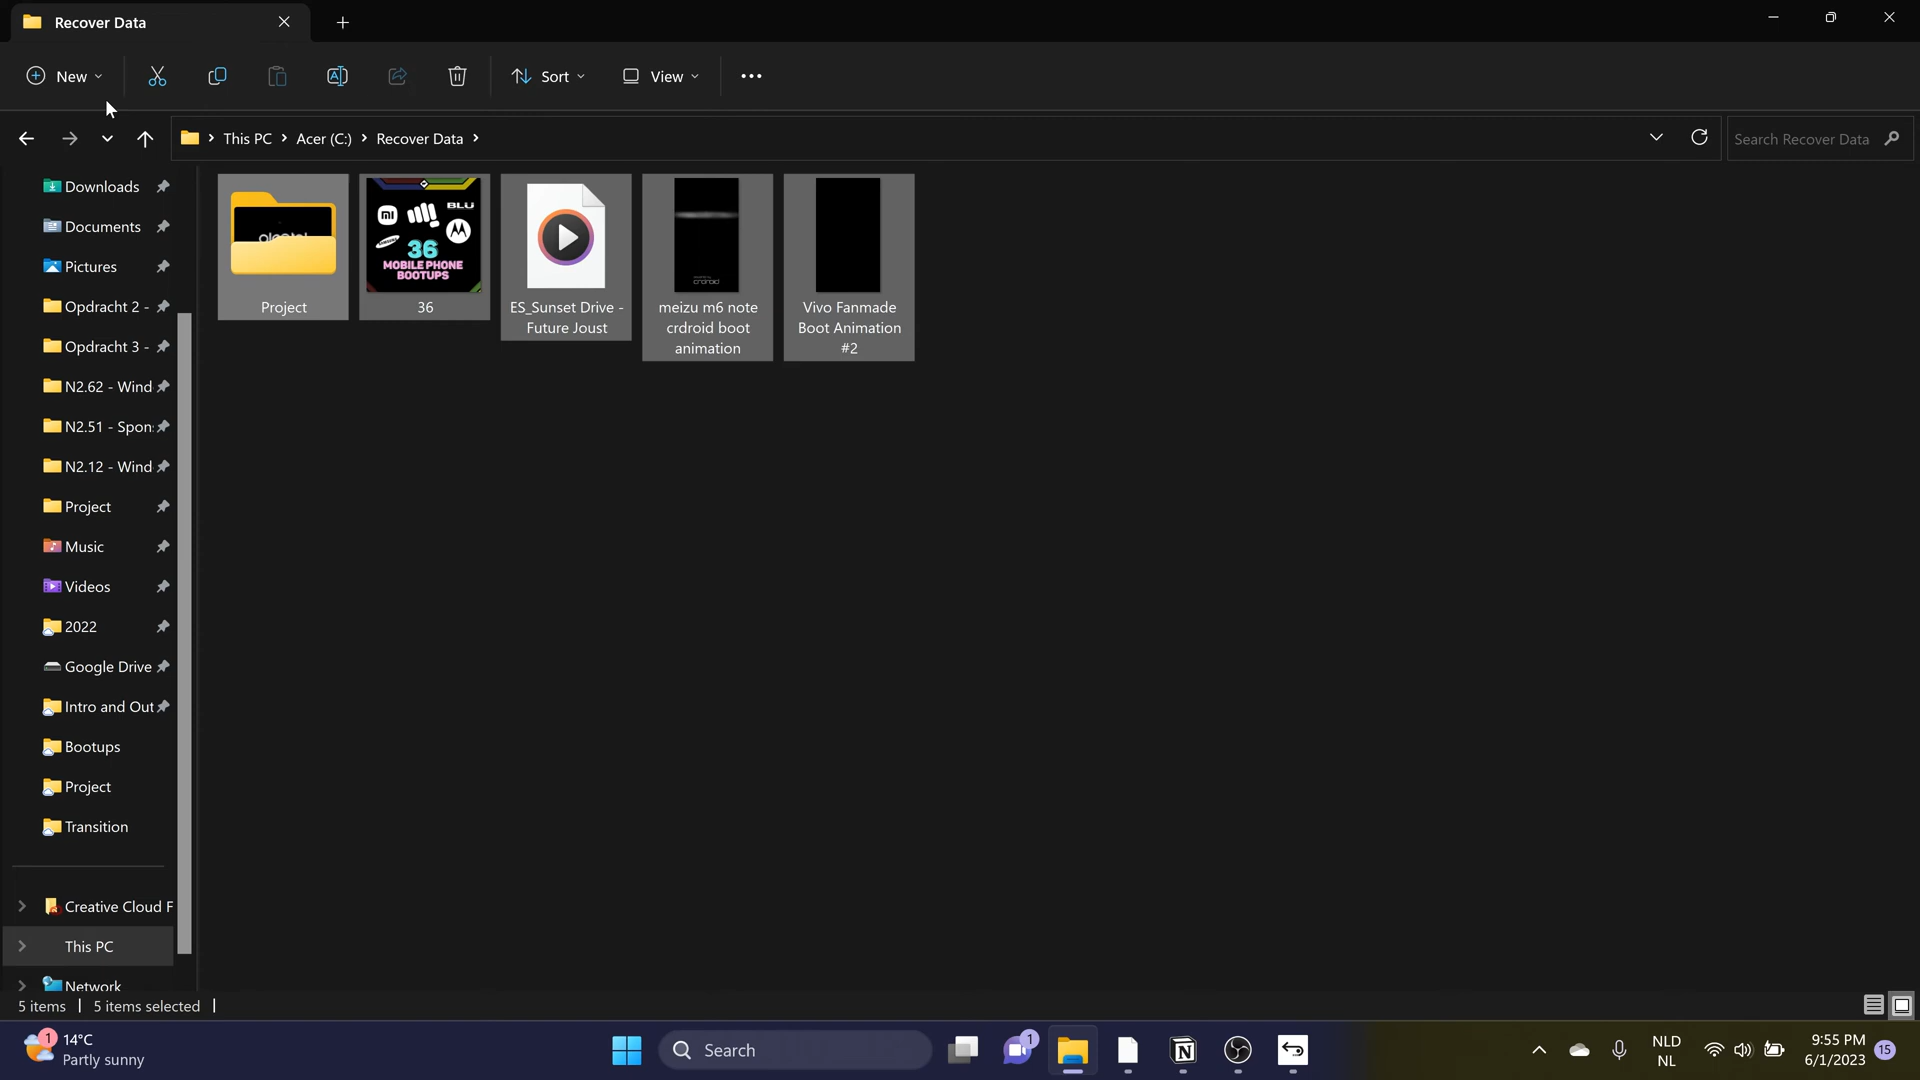 Recover Data
New
Sort
View
This PC
Acer (C:)
Recover Data
Search Recover Data
Downloads
Documents
Pictures
Opdracht 2 -
Opdracht 3 -
N2.62 - Wind
N2.51 - Spon
N2.12 - Wind
Project
Music
Videos
2022
Google Drive
Intro and Out
Bootups
Project
Transition
Creative Cloud F
This PC
Network
BLU
36
MOBILE PHONE
BOOTUPS
Project
36
ES_Sunset Drive -
Future Joust
crdroid
meizu m6 note
crdroid boot
animation
Vivo Fanmade
Boot Animation
#2
5 items
5 items selected
1
14°C
Partly sunny
Search
1
NLD
NL
9:55 PM
6/1/2023
15